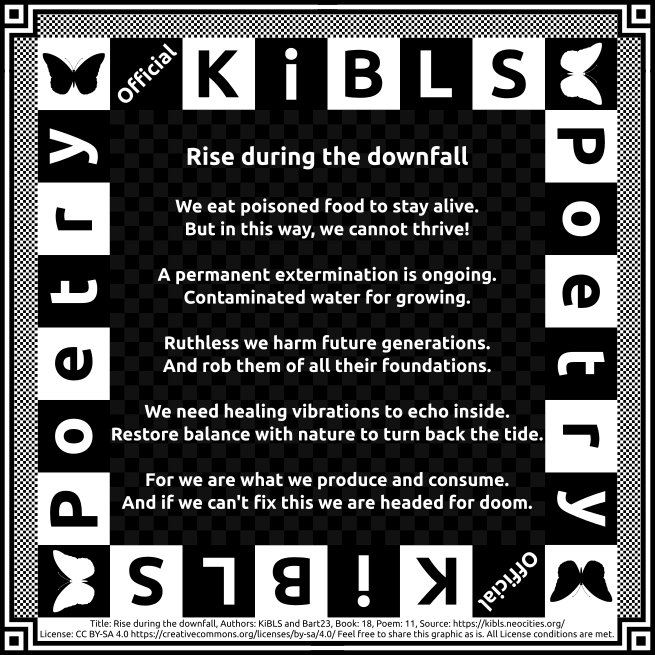 Official KiBLS
Poetry
Poetry
Rise during the downfall
We eat poisoned food to stay alive.
But in this way, we cannot thrive!
A permanent extermination is ongoing.
Contaminated water for growing.
Ruthless we harm future generations.
And rob them of all their foundations.
We need healing vibrations to echo inside.
Restore balance with nature to turn back the tide.
For we are what we produce and consume.
And if we can't fix this we are headed for doom.
Official KiBLS
Title: Rise during the downfall, Authors: KiBLS and Bart23, Book: 18, Poem: 11, Source: https://kibls.neocities.org/
License: CC BY-SA 4.0 https://creativecommons.org/licenses/by-sa/4.0/ Feel free to share this graphic as is. All License conditions are met.